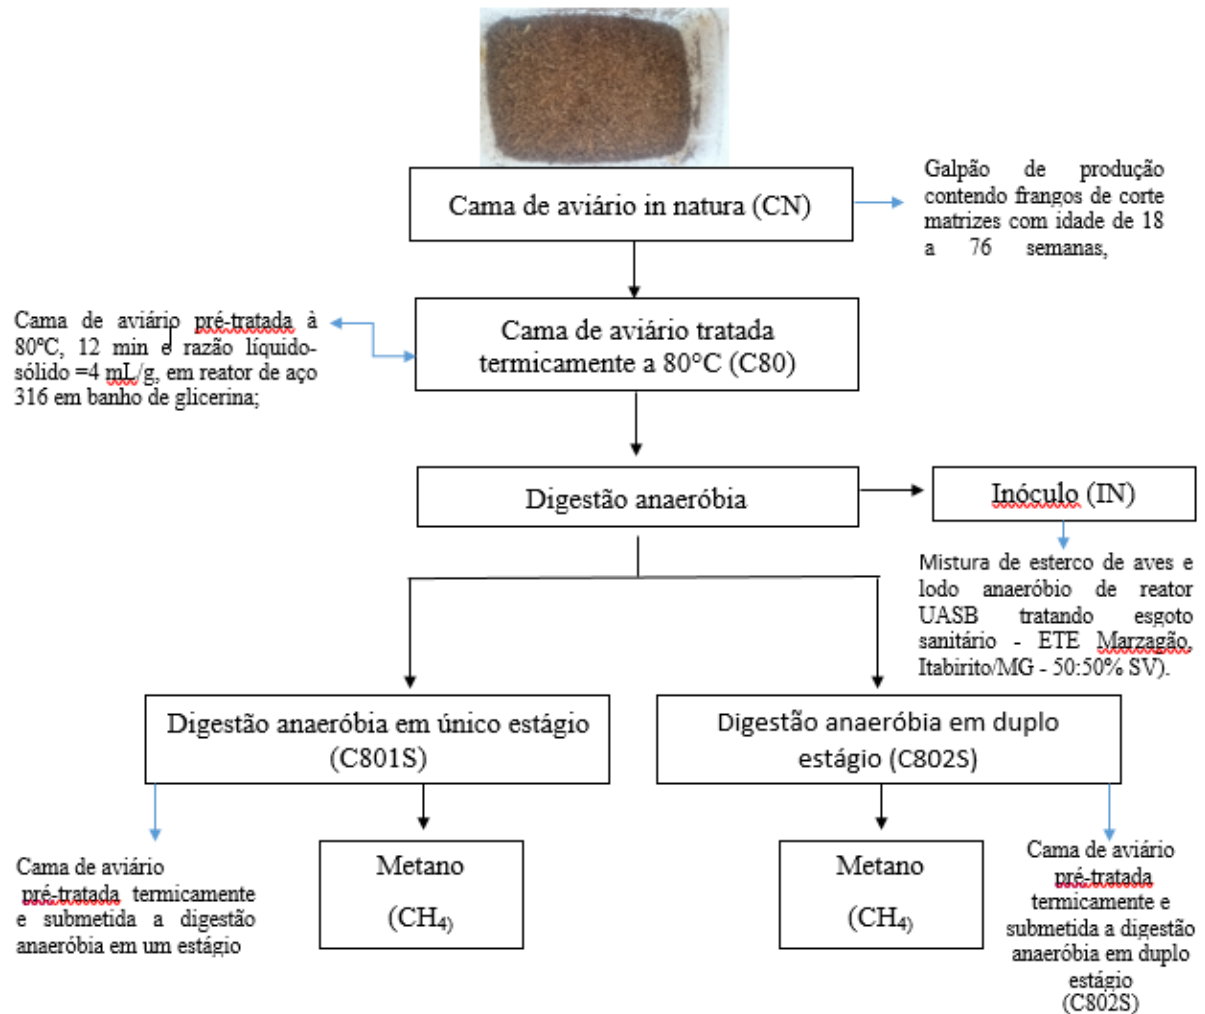 Cama de aviário in natura (CN)
Galpão de produção
contendo frangos de corte
matrizes com idade de 18
a 76 semanas,
Cama de aviário pré-tratada à
80ºC, 12 min e razão líquido-
sólido =4 mL/g, em reator de aço
316 em banho de glicerina;
Cama de aviário tratada
termicamente a 80°C (C80)
Digestão anaeróbia
Inóculo (IN)
Mistura de esterco de aves e
lodo anaeróbio de reator
UASB tratando esgoto
sanitário - ETE Marzagão,
Itabirito/MG - 50:50% SV).
Digestão anaeróbia em único estágio
(C801S)
Digestão anaeróbia em duplo
estágio (C802S)
Cama de aviário
pré-tratada termicamente
e submetida a digestão
anaeróbia em um estágio
Metano
(CH₄)
Metano
(CH₄)
Cama de aviário
pré-tratada
termicamente e
submetida a digestão
anaeróbia em duplo
estágio
(C802S)